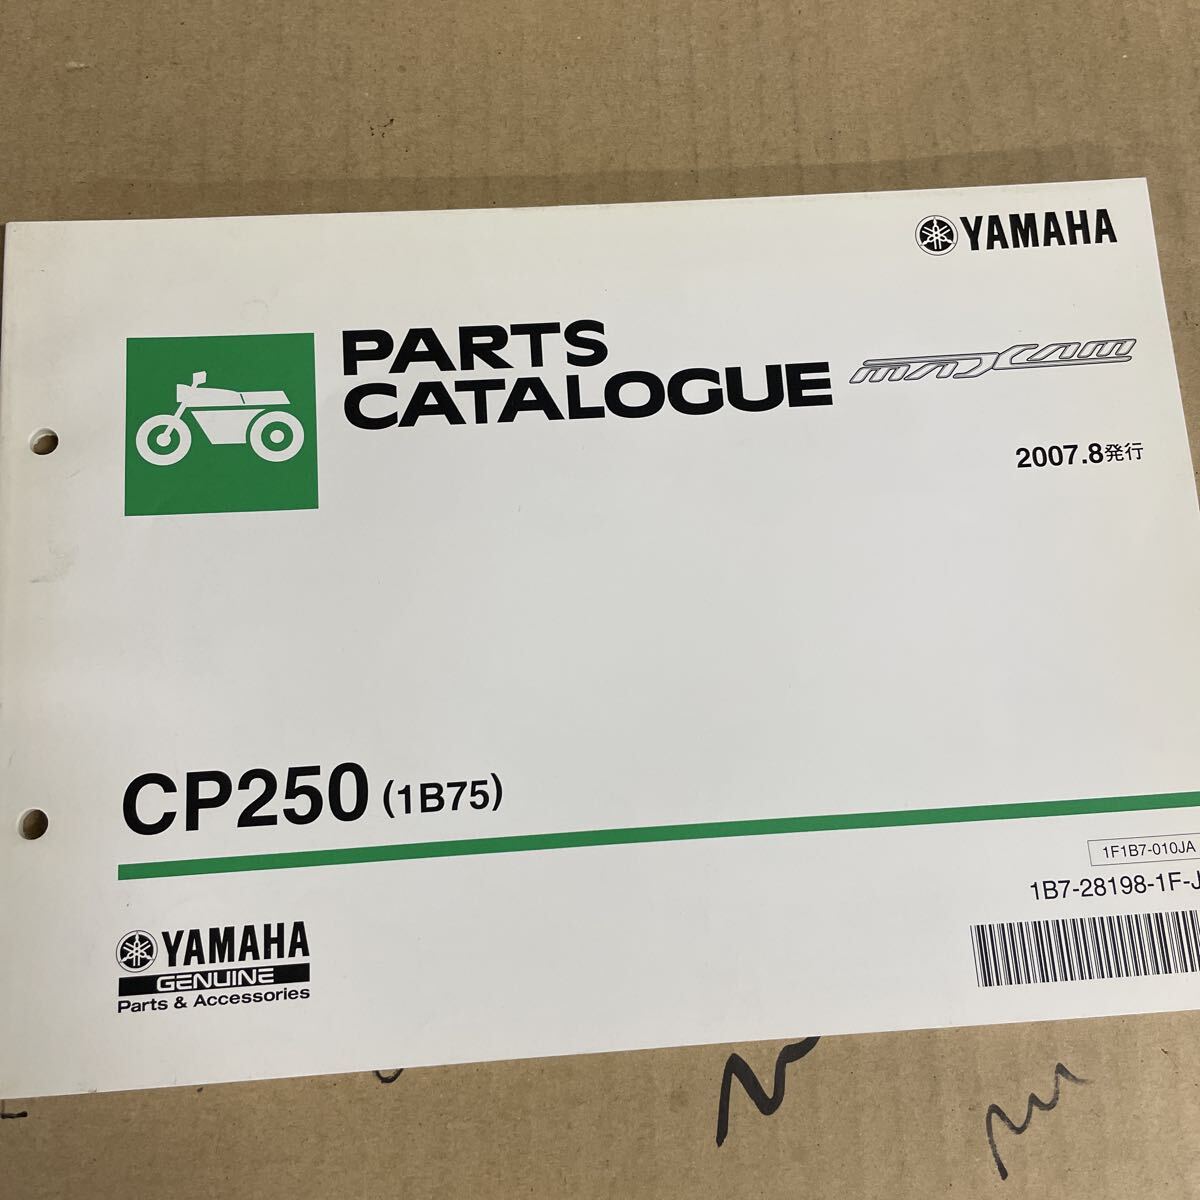 YAMAHA
PARTS
CATALOGUE
MAXAM
2007.8発行
CP250 (1B75)
1F1B7-010JA
1B7-28198-1F-J
YAMAHA
GENUINE
Parts & Accessories